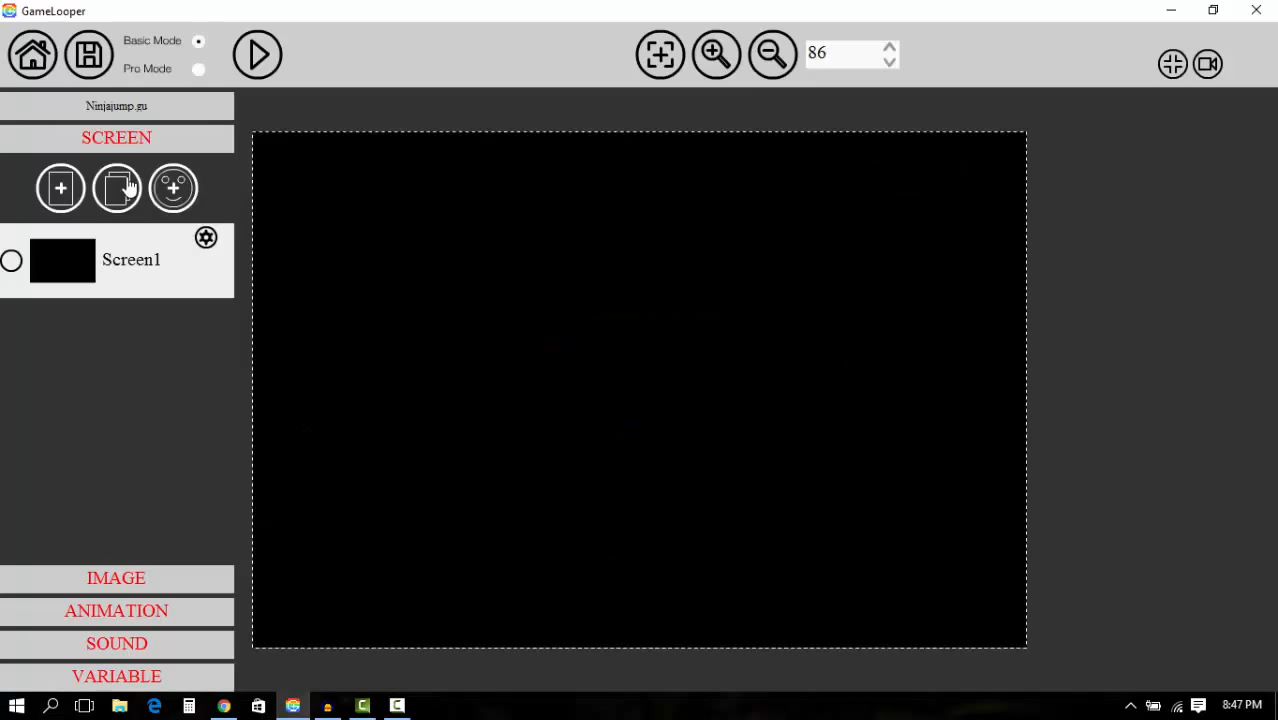 GameLooper
Basic Mode
Pro Mode
86
Ninjajump.gu
SCREEN
Screen1
IMAGE
ANIMATION
SOUND
VARIABLE
8:47 PM